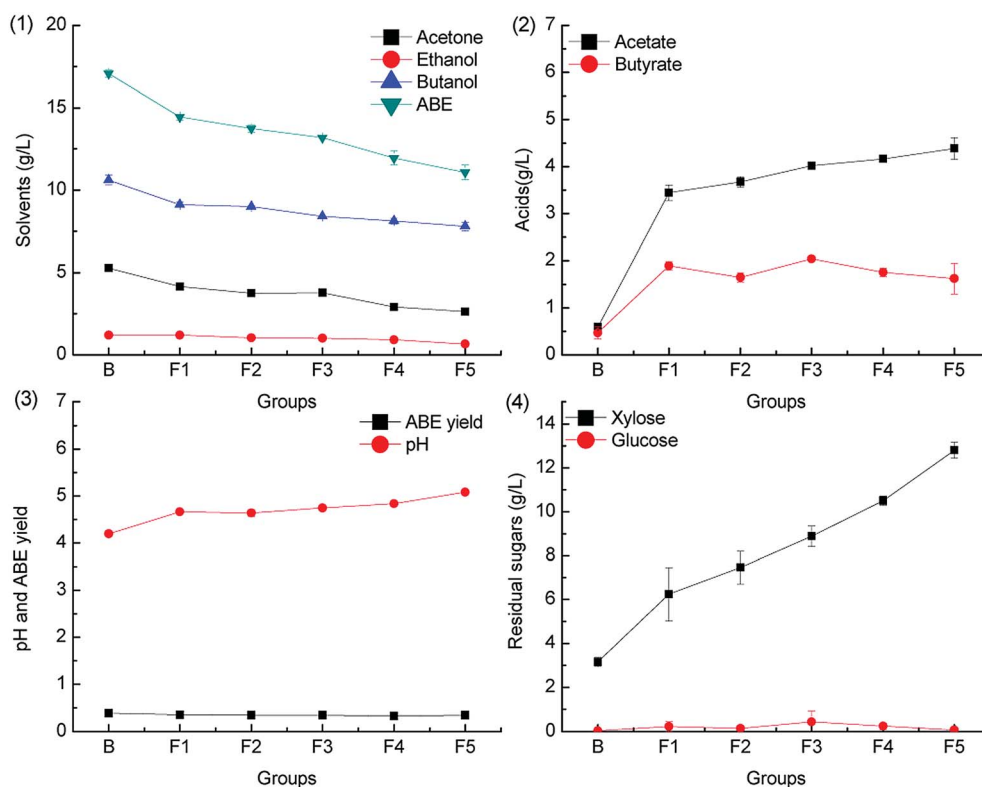 (1)
20
15
10
5
0
Solvents (g/L)
Acetone
Ethanol
Butanol
ABE
B F1 F2 F3 F4 F5
Groups
(2)
7
6
5
4
3
2
1
0
Acids(g/L)
Acetate
Butyrate
B F1 F2 F3 F4 F5
Groups
(3)
7
6
5
4
3
2
1
0
pH and ABE yield
ABE yield
pH
B F1 F2 F3 F4 F5
Groups
(4)
14
12
10
8
6
4
2
0
Residual sugars (g/L)
Xylose
Glucose
B F1 F2 F3 F4 F5
Groups